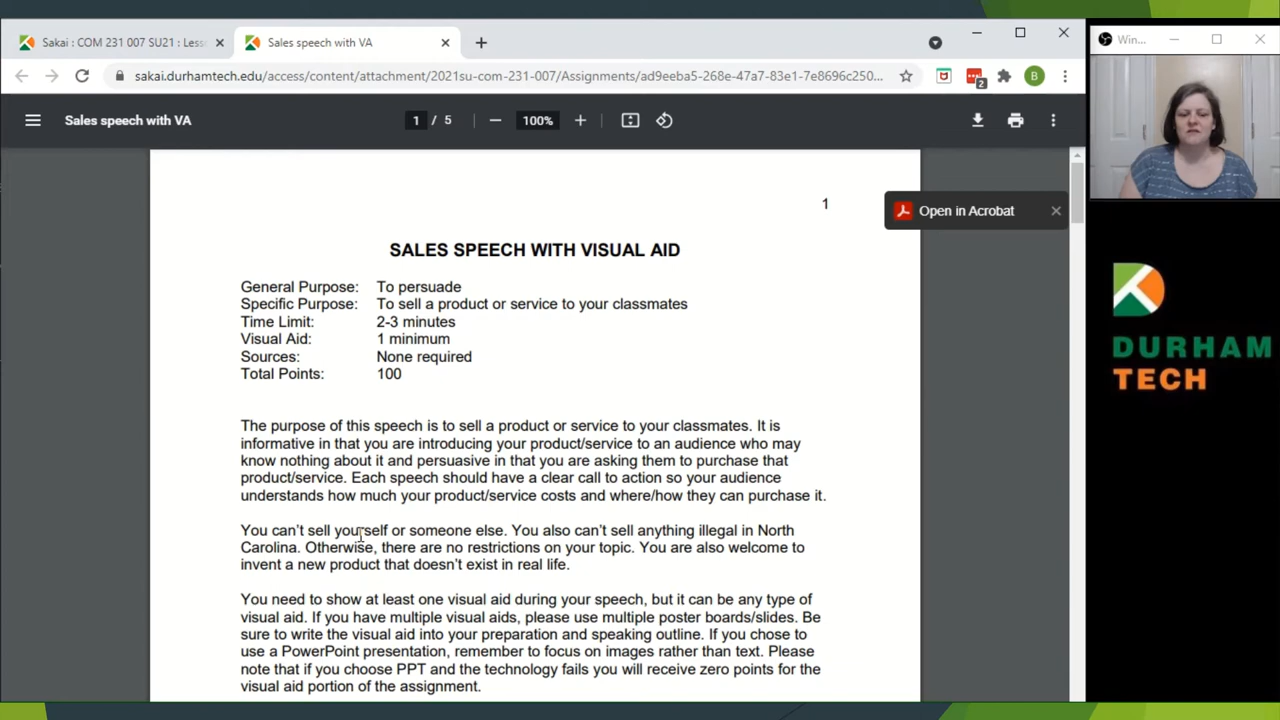 Sakai : COM 231 007 SU21 : Less
Sales speech with VA
Win...
sakai.durhamtech.edu/access/content/attachment/2021su-com-231-007/Assignments/ad9eeba5-268e-47a7-83e1-7e8696c250...
2
B
Sales speech with VA
1 / 5
100%
1
Open in Acrobat
SALES SPEECH WITH VISUAL AID
General Purpose: To persuade
Specific Purpose: To sell a product or service to your classmates
Time Limit: 2-3 minutes
Visual Aid: 1 minimum
Sources: None required
Total Points: 100
The purpose of this speech is to sell a product or service to your classmates. It is
informative in that you are introducing your product/service to an audience who may
know nothing about it and persuasive in that you are asking them to purchase that
product/service. Each speech should have a clear call to action so your audience
understands how much your product/service costs and where/how they can purchase it.
You can't sell yourself or someone else. You also can't sell anything illegal in North
Carolina. Otherwise, there are no restrictions on your topic. You are also welcome to
invent a new product that doesn't exist in real life.
You need to show at least one visual aid during your speech, but it can be any type of
visual aid. If you have multiple visual aids, please use multiple poster boards/slides. Be
sure to write the visual aid into your preparation and speaking outline. If you chose to
use a PowerPoint presentation, remember to focus on images rather than text. Please
note that if you choose PPT and the technology fails you will receive zero points for the
visual aid portion of the assignment.
DURHAM
TECH